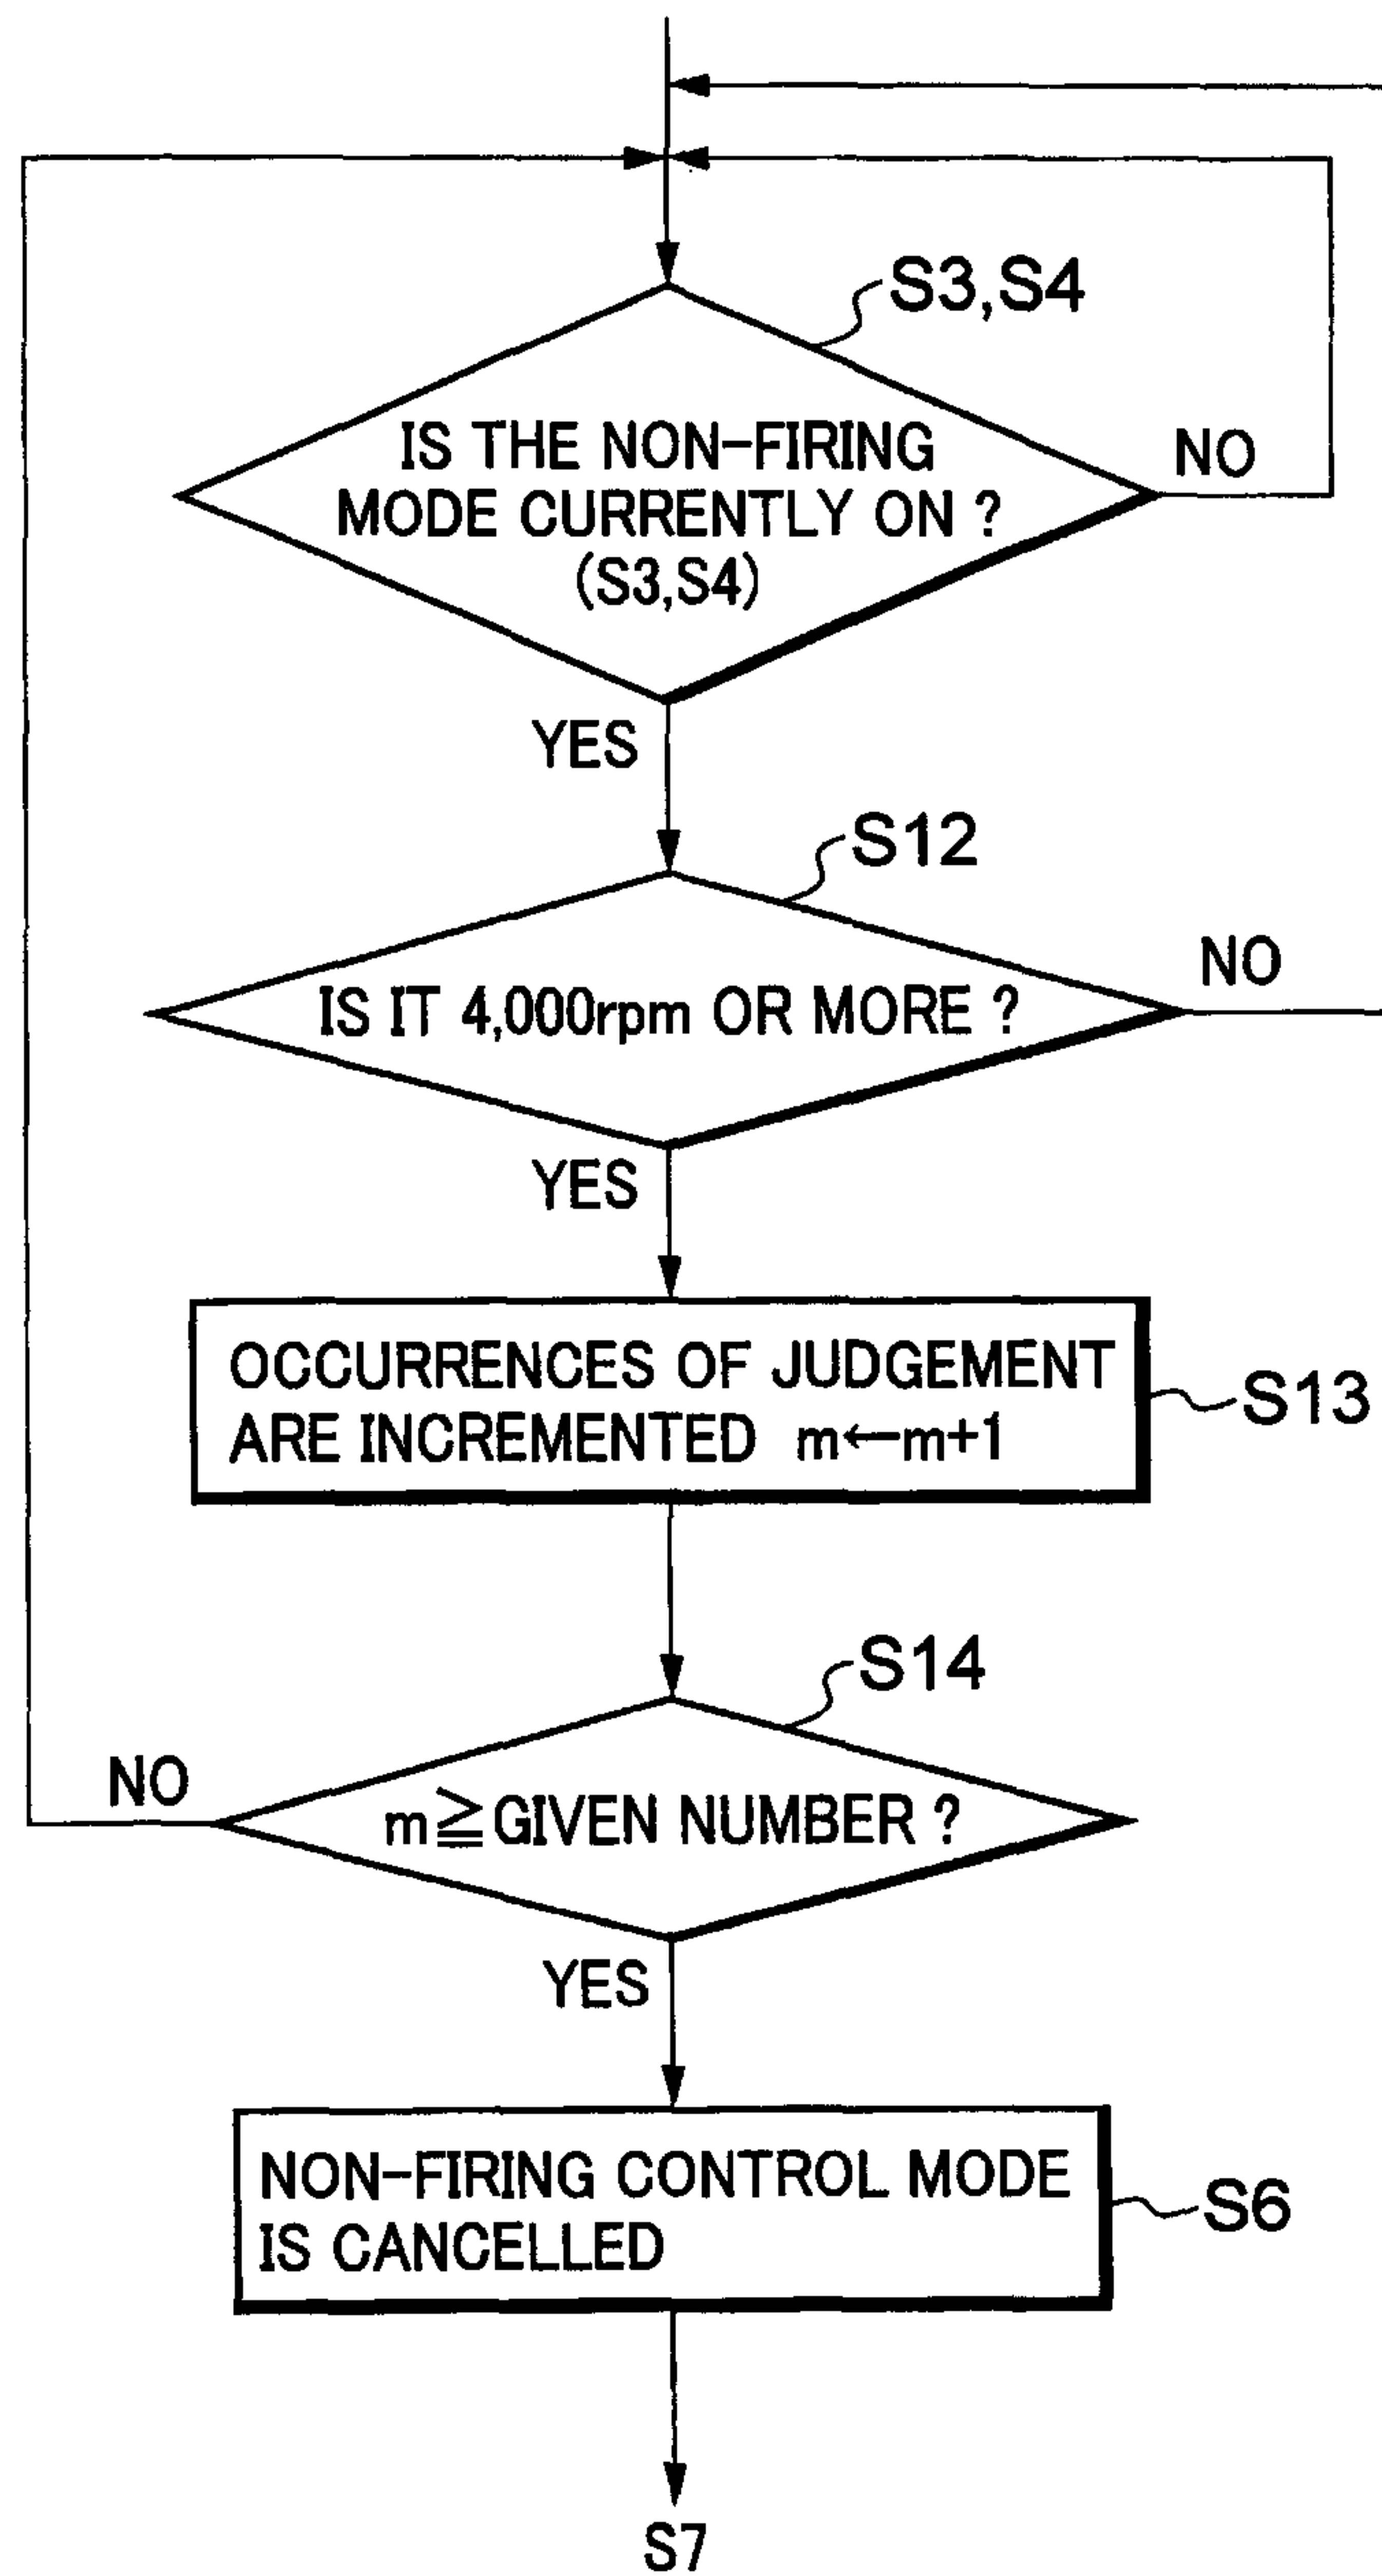 S3,S4
IS THE NON-FIRING
MODE CURRENTLY ON ?
(S3,S4)
NO
YES
S12
IS IT 4,000rpm OR MORE ?
NO
YES
OCCURRENCES OF JUDGEMENT
ARE INCREMENTED m←m+1
S13
S14
m≧GIVEN NUMBER ?
NO
YES
NON-FIRING CONTROL MODE
IS CANCELLED
S6
S7